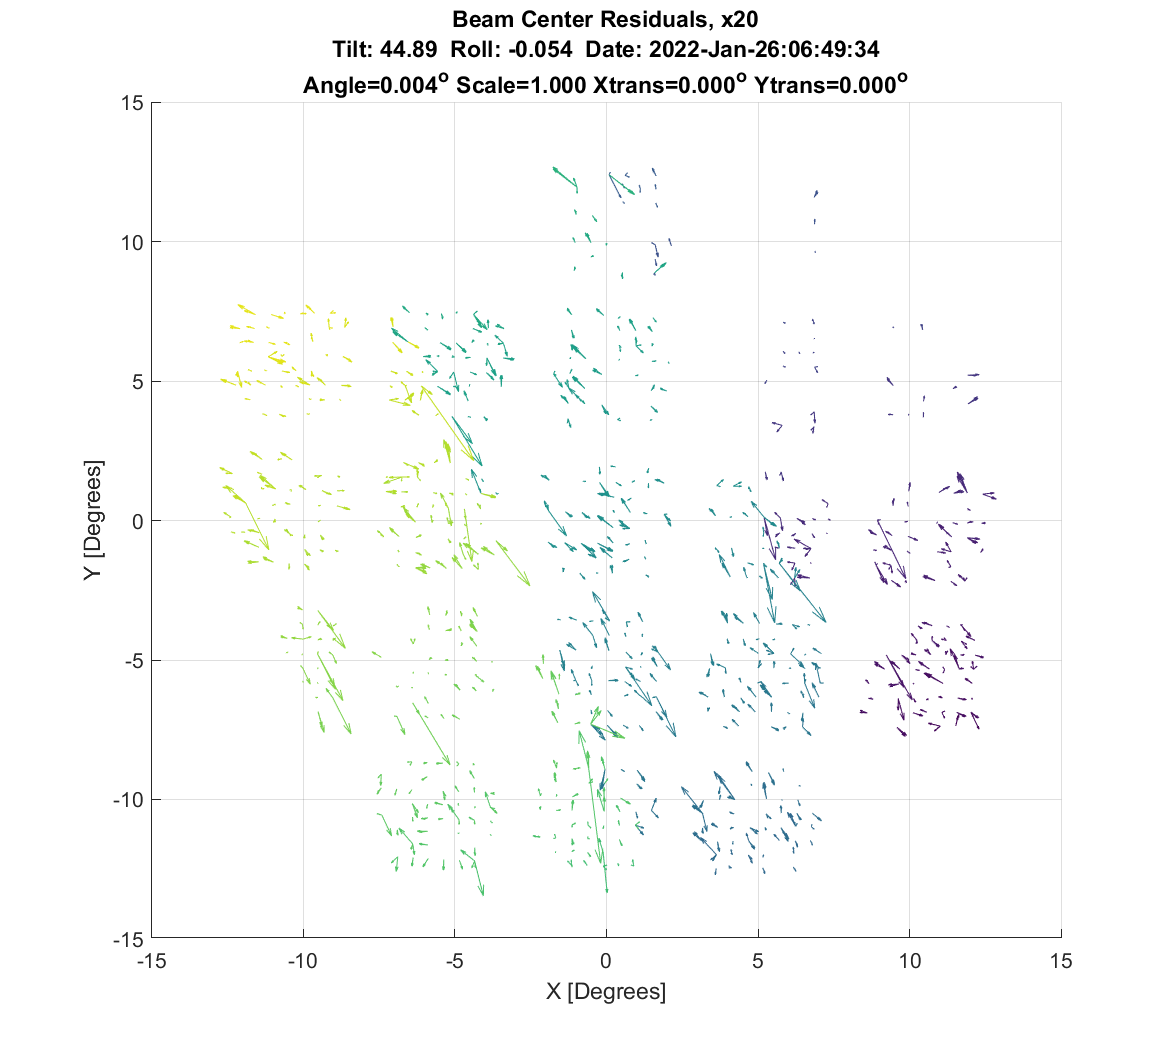 Beam Center Residuals, x20
Tilt: 44.89 Roll: -0.054 Date: 2022-Jan-26:06:49:34
Angle=0.004° Scale=1.000 Xtrans=0.000° Ytrans=0.000°
15
10
5
0
-5
-10
-15
Y [Degrees]
-15 -10 -5 0 5 10 15
X [Degrees]